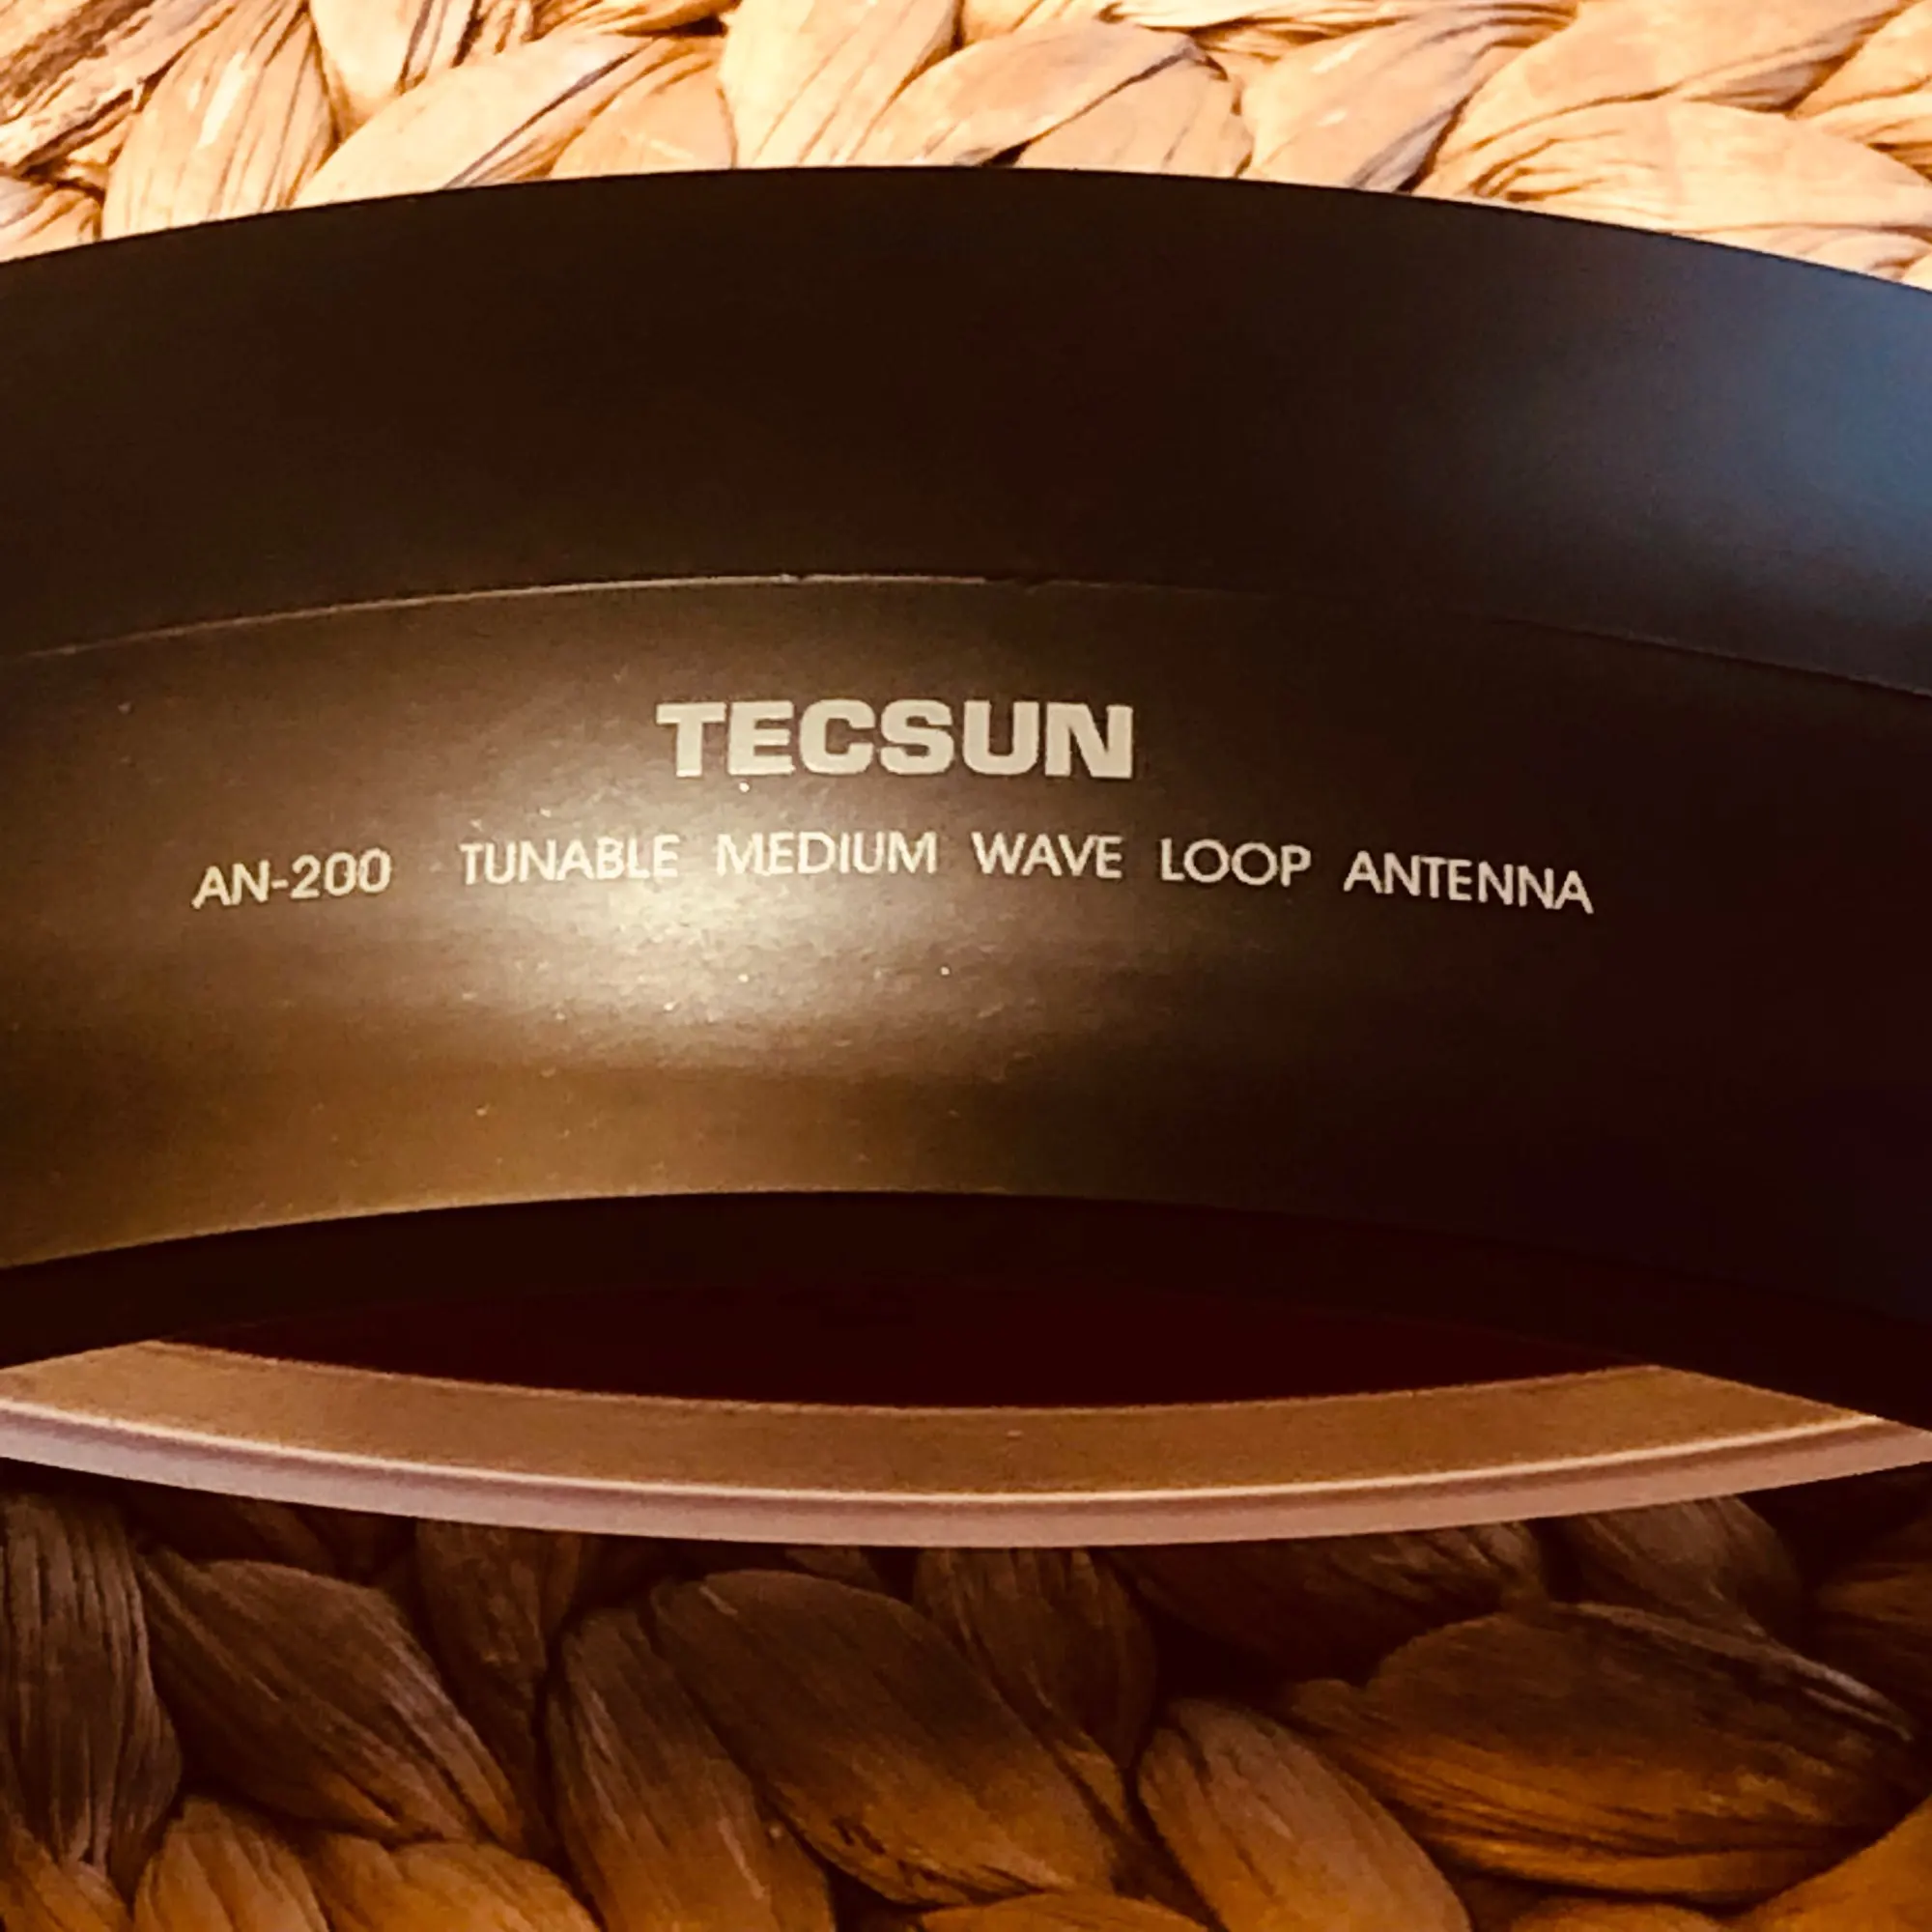 TECSUN
AN-200 TUNABLE MEDIUM WAVE LOOP ANTENNA